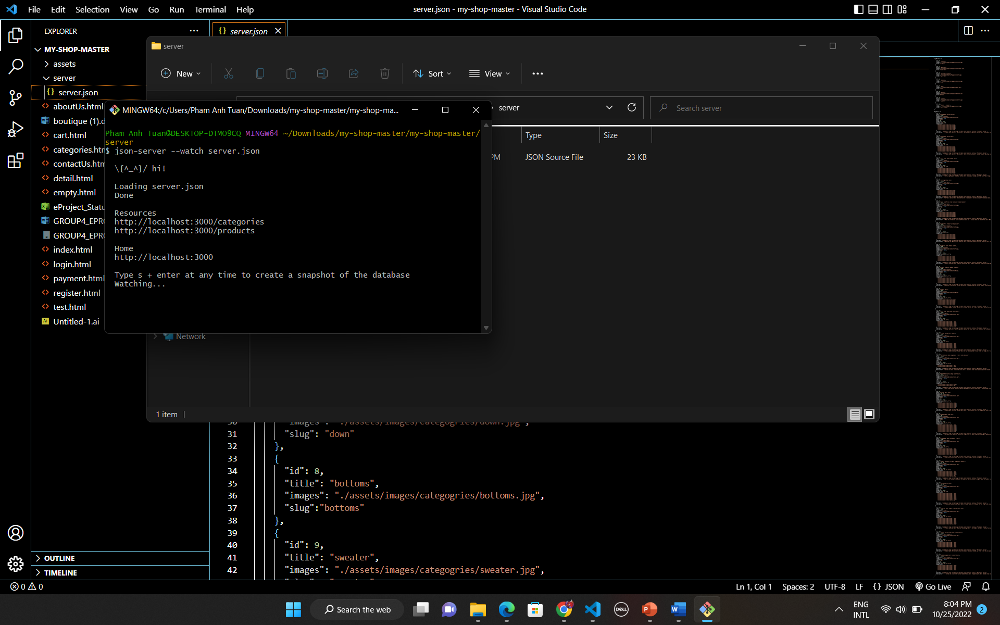 File Edit Selection View Go Run Terminal Help
server.json - my-shop-master - Visual Studio Code
EXPLORER
MY-SHOP-MASTER
assets
server
server.json
aboutUs.html
boutique (1).c
cart.html
categories.htm
contactUs.htm
detail.html
empty.html
eProject_Statu
GROUP4_EPR
GROUP4_EPR
index.html
login.html
payment.html
register.html
test.html
Untitled-1.ai
OUTLINE
TIMELINE
{} server.json
server
New
Sort
View
server
Search server
Type
Size
PM
JSON Source File
23 KB
Network
1 item
MINGW64:/c/Users/Pham Anh Tuan/Downloads/my-shop-master/my-shop-ma...
Pham Anh Tuan@DESKTOP-DTMO9CQ MINGW64 ~/Downloads/my-shop-master/my-shop-master/
server
$ json-server --watch server.json
\{^_^}/ hi!
Loading server.json
Done
Resources
http://localhost:3000/categories
http://localhost:3000/products
Home
http://localhost:3000
Type s + enter at any time to create a snapshot of the database
Watching...
30 "images": "./assets/images/categogries/down.jpg",
31 "slug": "down"
32 },
33 {
34 "id": 8,
35 "title": "bottoms",
36 "images": "./assets/images/categogries/bottoms.jpg",
37 "slug":"bottoms"
38 },
39 {
40 "id": 9,
41 "title": "sweater",
42 "images": "./assets/images/categogries/sweater.jpg",
0 0
Ln 1, Col 1 Spaces: 2 UTF-8 LF {} JSON Go Live
Search the web
DELL
ENG
INTL
8:04 PM
10/25/2022
2